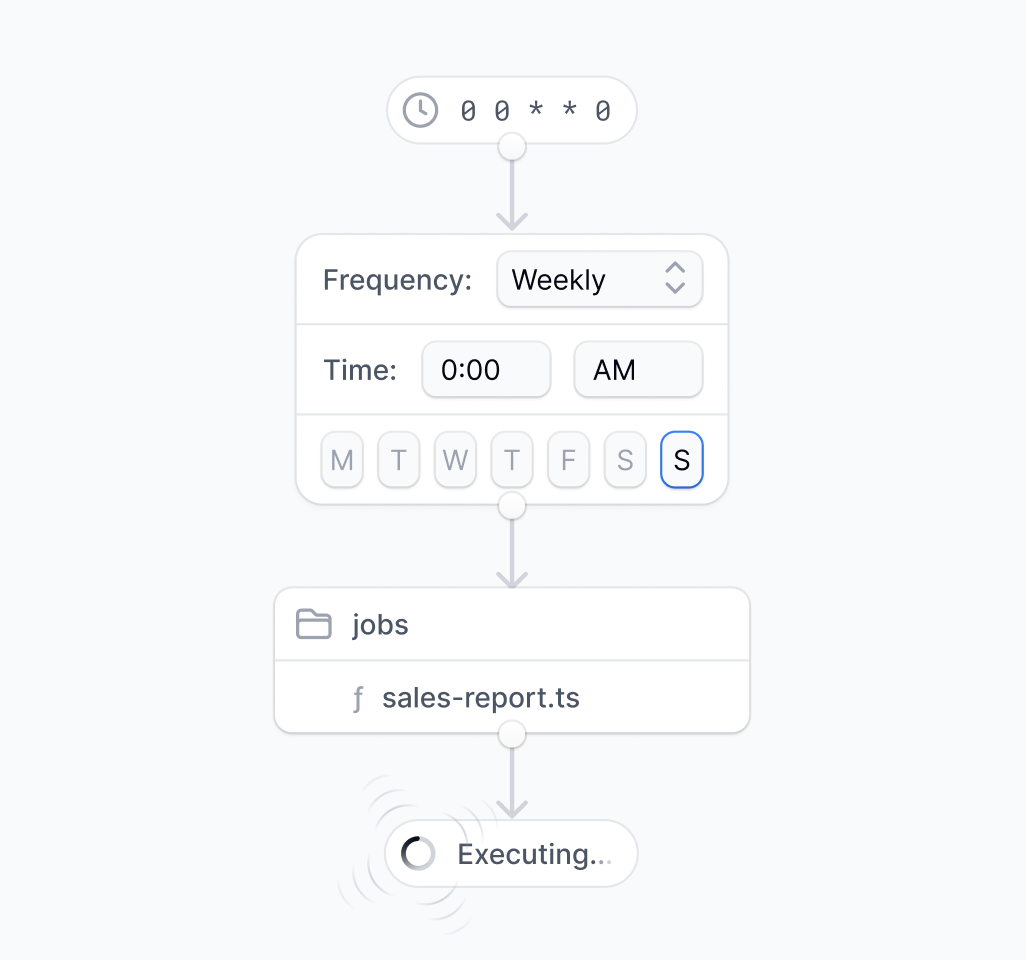 0 0 * * 0
Frequency: Weekly
Time: 0:00 AM
M T W T F S S
jobs
ƒ sales-report.ts
Executing...